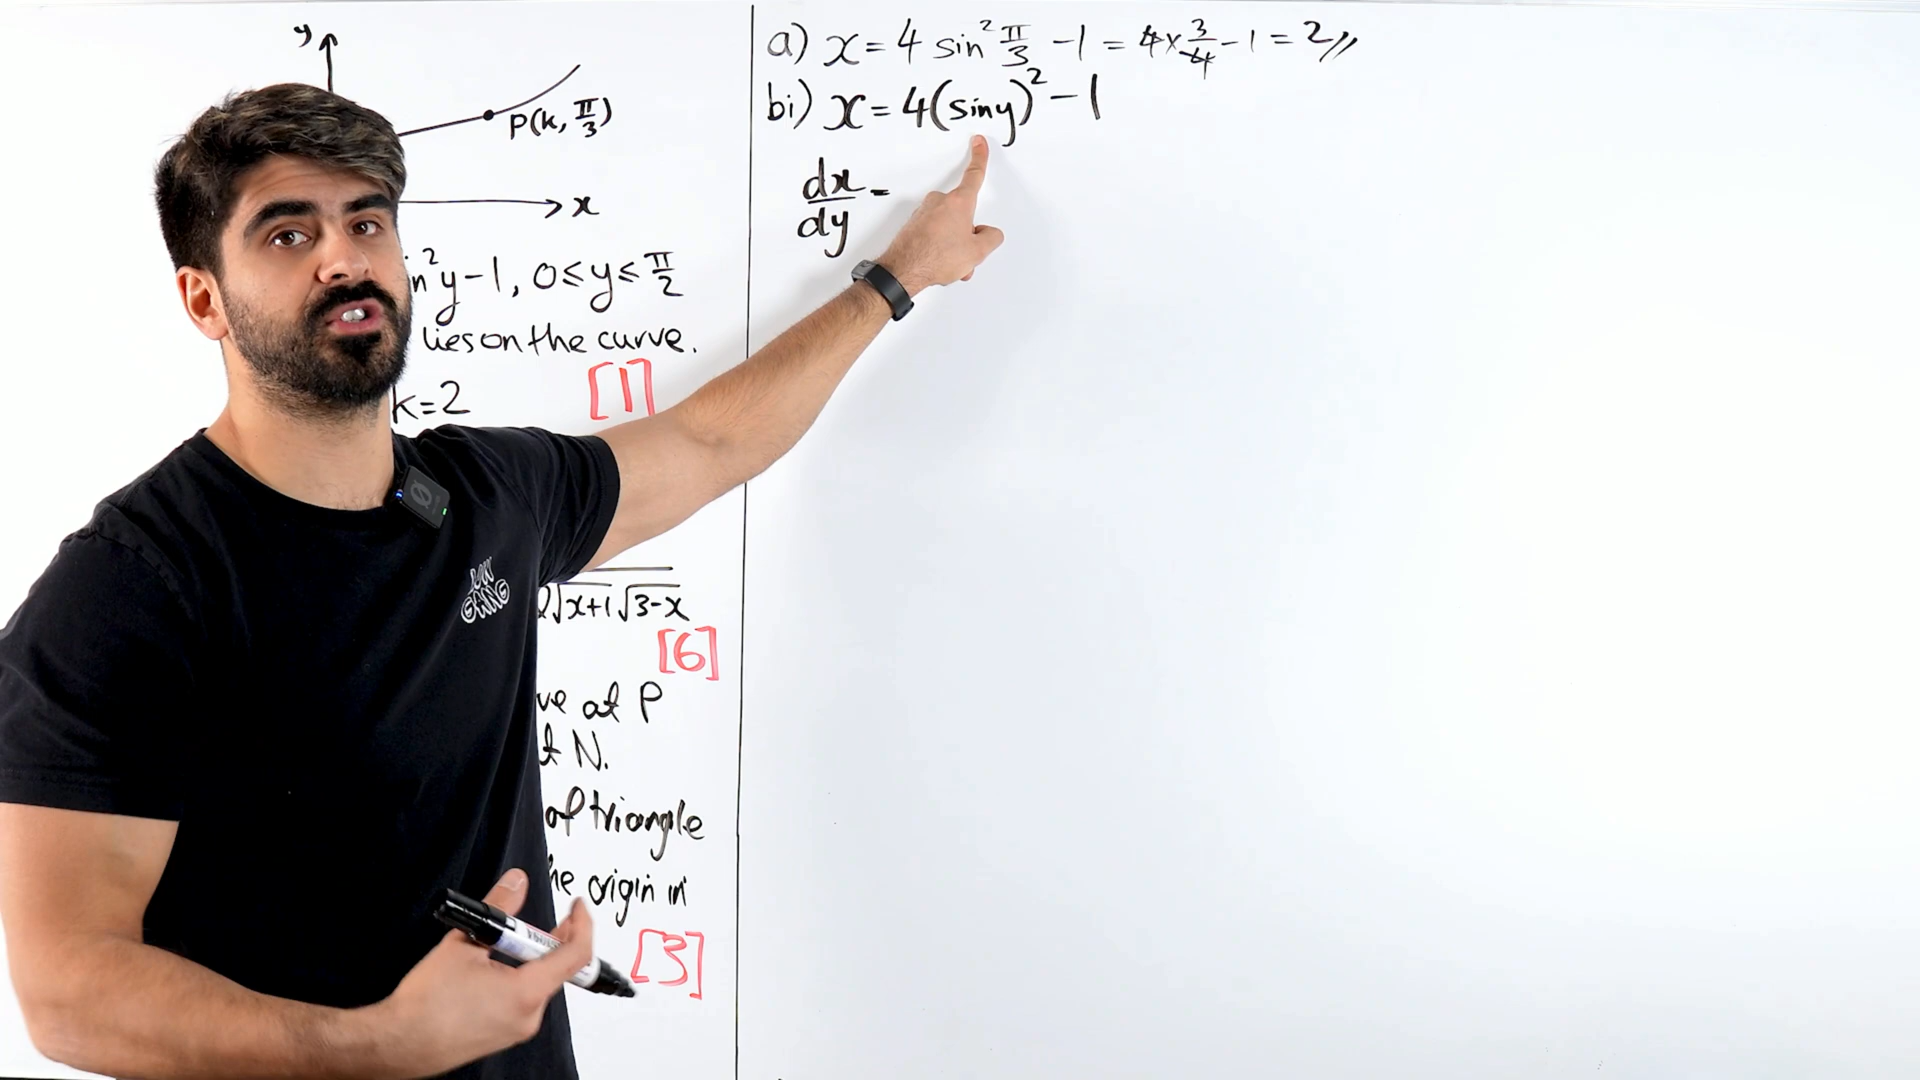 y
P(k, π/3)
x
in²y-1, 0≤y≤π/2
lies on the curve.
k=2 [1]
2√x+1 √3-x
[6]
ve at P
at N.
of triangle
he origin in
[3]
a) x = 4 sin² π/3 - 1 = 4 × 3/4 - 1 = 2//
bi) x = 4(sin y)² - 1
dx/dy =
GANG